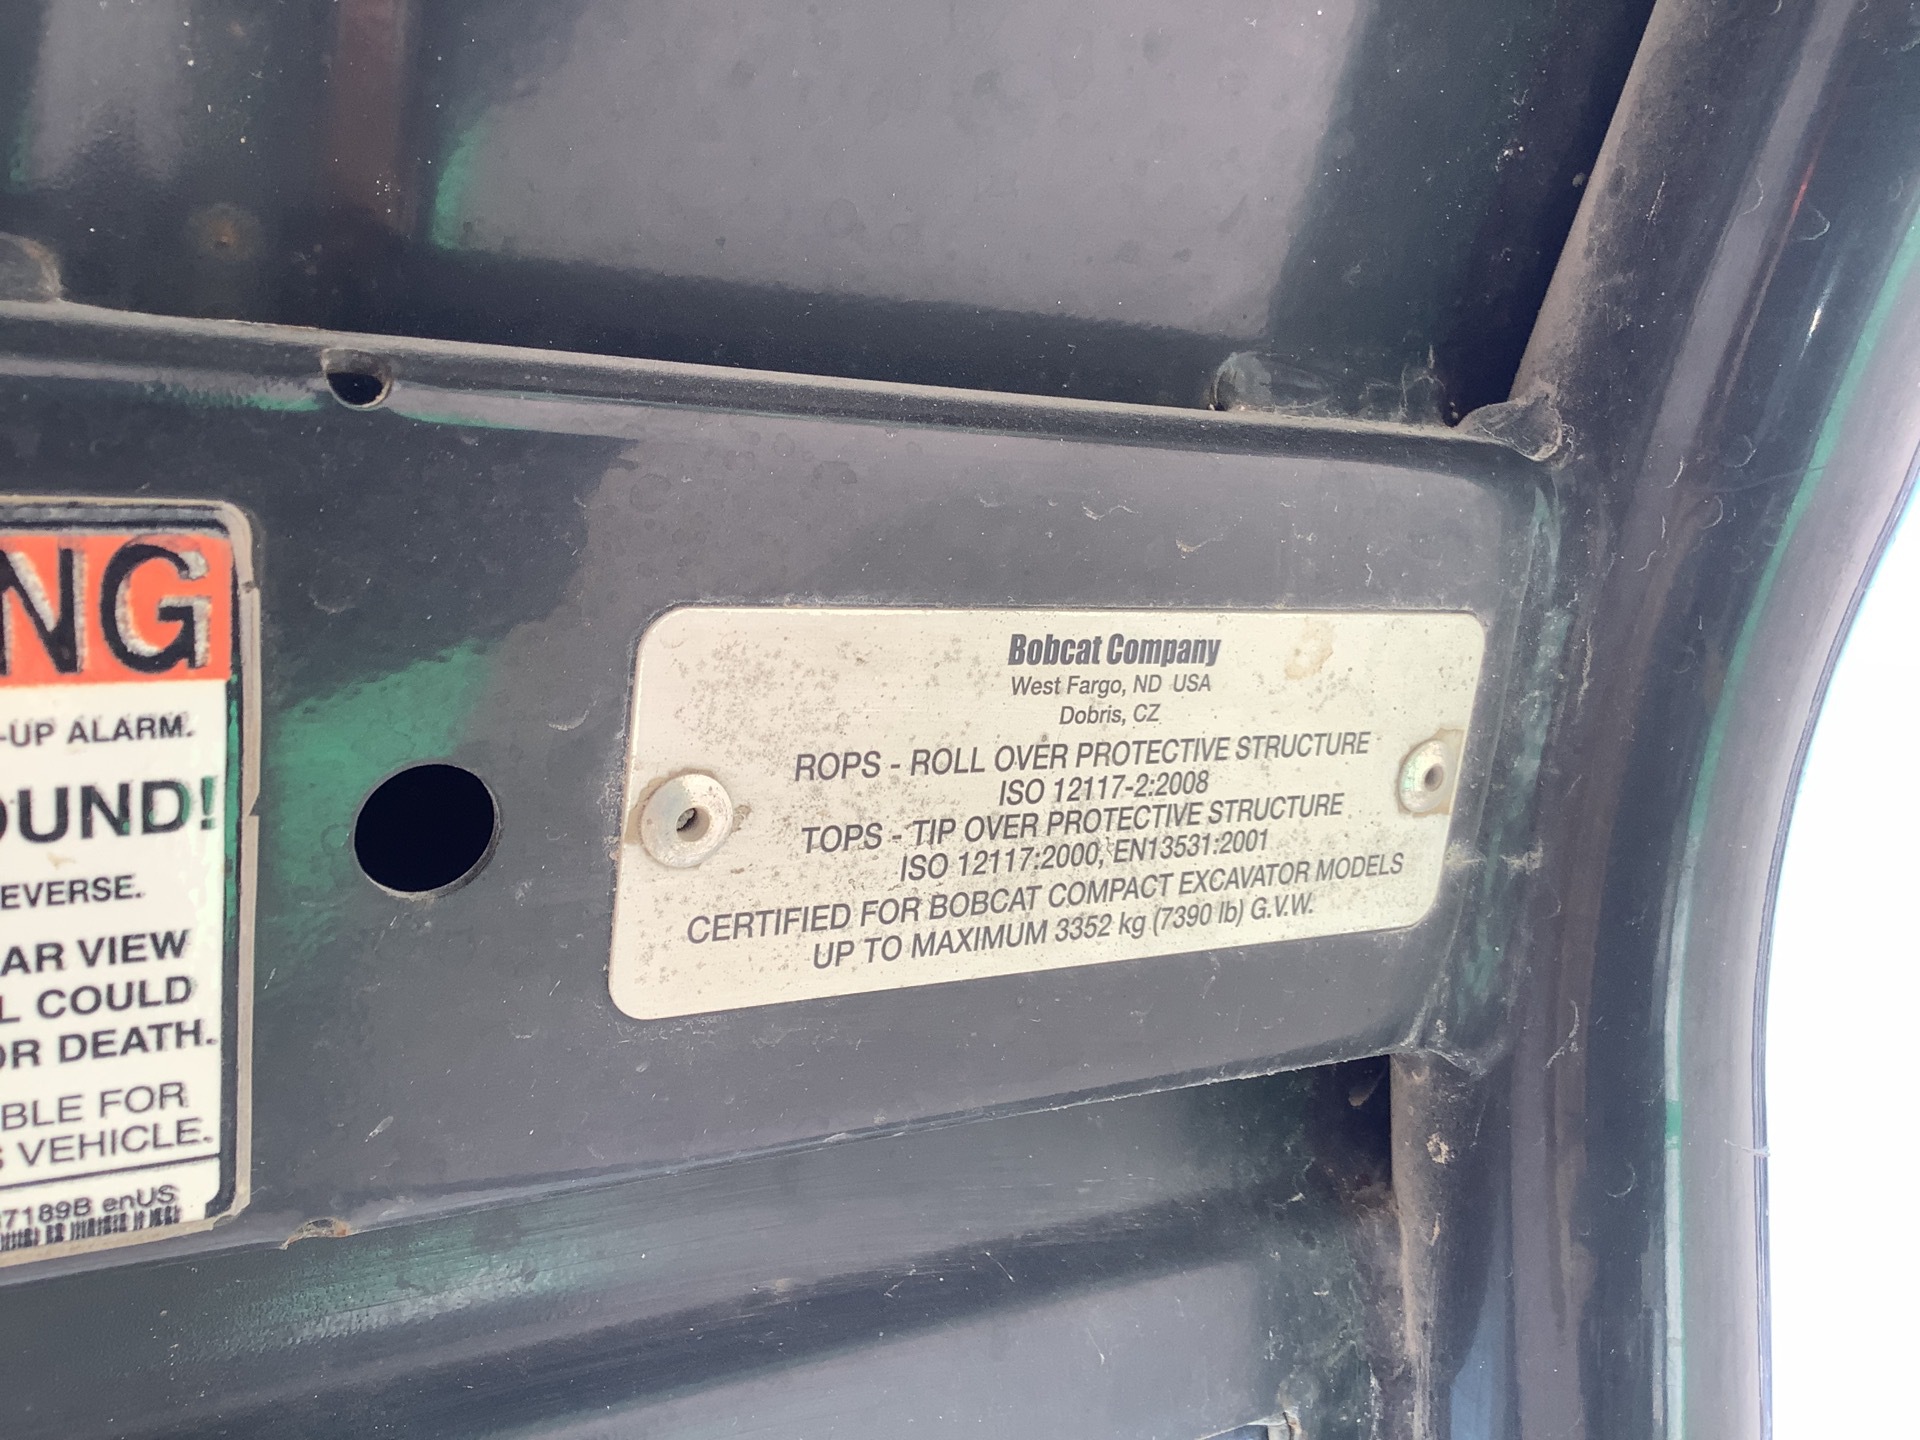 NG
-UP ALARM.
OUND!
EVERSE.
AR VIEW
L COULD
OR DEATH.
BLE FOR
S VEHICLE.
7189B enUS
Bobcat Company
West Fargo, ND USA
Dobris, CZ
ROPS - ROLL OVER PROTECTIVE STRUCTURE
ISO 12117-2:2008
TOPS - TIP OVER PROTECTIVE STRUCTURE
ISO 12117:2000, EN13531:2001
CERTIFIED FOR BOBCAT COMPACT EXCAVATOR MODELS
UP TO MAXIMUM 3352 kg (7390 lb) G.V.W.